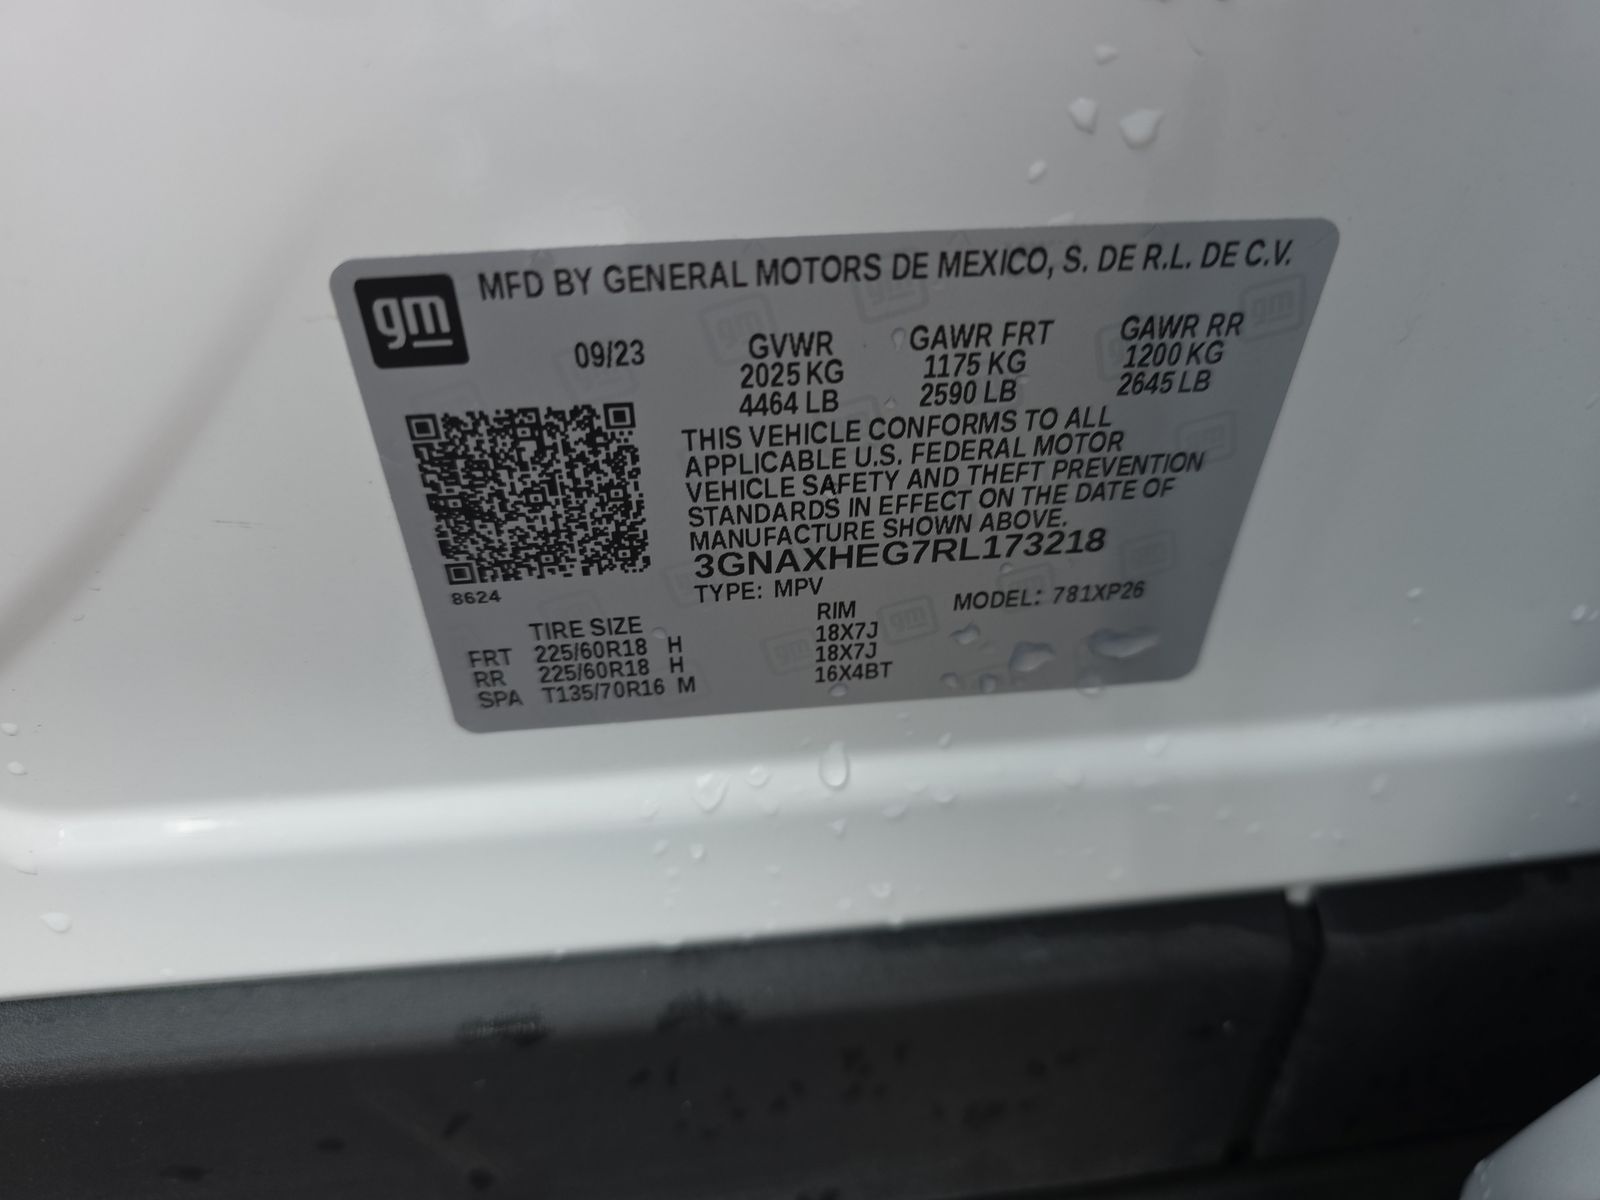 gm
MFD BY GENERAL MOTORS DE MEXICO, S. DE R.L. DE C.V.
09/23 GVWR GAWR FRT GAWR RR
2025 KG 1175 KG 1200 KG
4464 LB 2590 LB 2645 LB
THIS VEHICLE CONFORMS TO ALL
APPLICABLE U.S. FEDERAL MOTOR
VEHICLE SAFETY AND THEFT PREVENTION
STANDARDS IN EFFECT ON THE DATE OF
MANUFACTURE SHOWN ABOVE.
3GNAXHEG7RL173218
8624
TYPE: MPV MODEL: 781XP26
TIRE SIZE RIM
FRT 225/60R18 H 18X7J
RR 225/60R18 H 18X7J
SPA T135/70R16 M 16X4BT